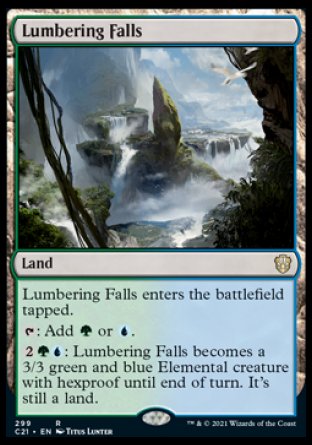 Lumbering Falls
Land
Lumbering Falls enters the battlefield
tapped.
: Add or .
2 : Lumbering Falls becomes a
3/3 green and blue Elemental creature
with hexproof until end of turn. It's
still a land.
299 R
C21 • EN Titus Lunter
™ & © 2021 Wizards of the Coast